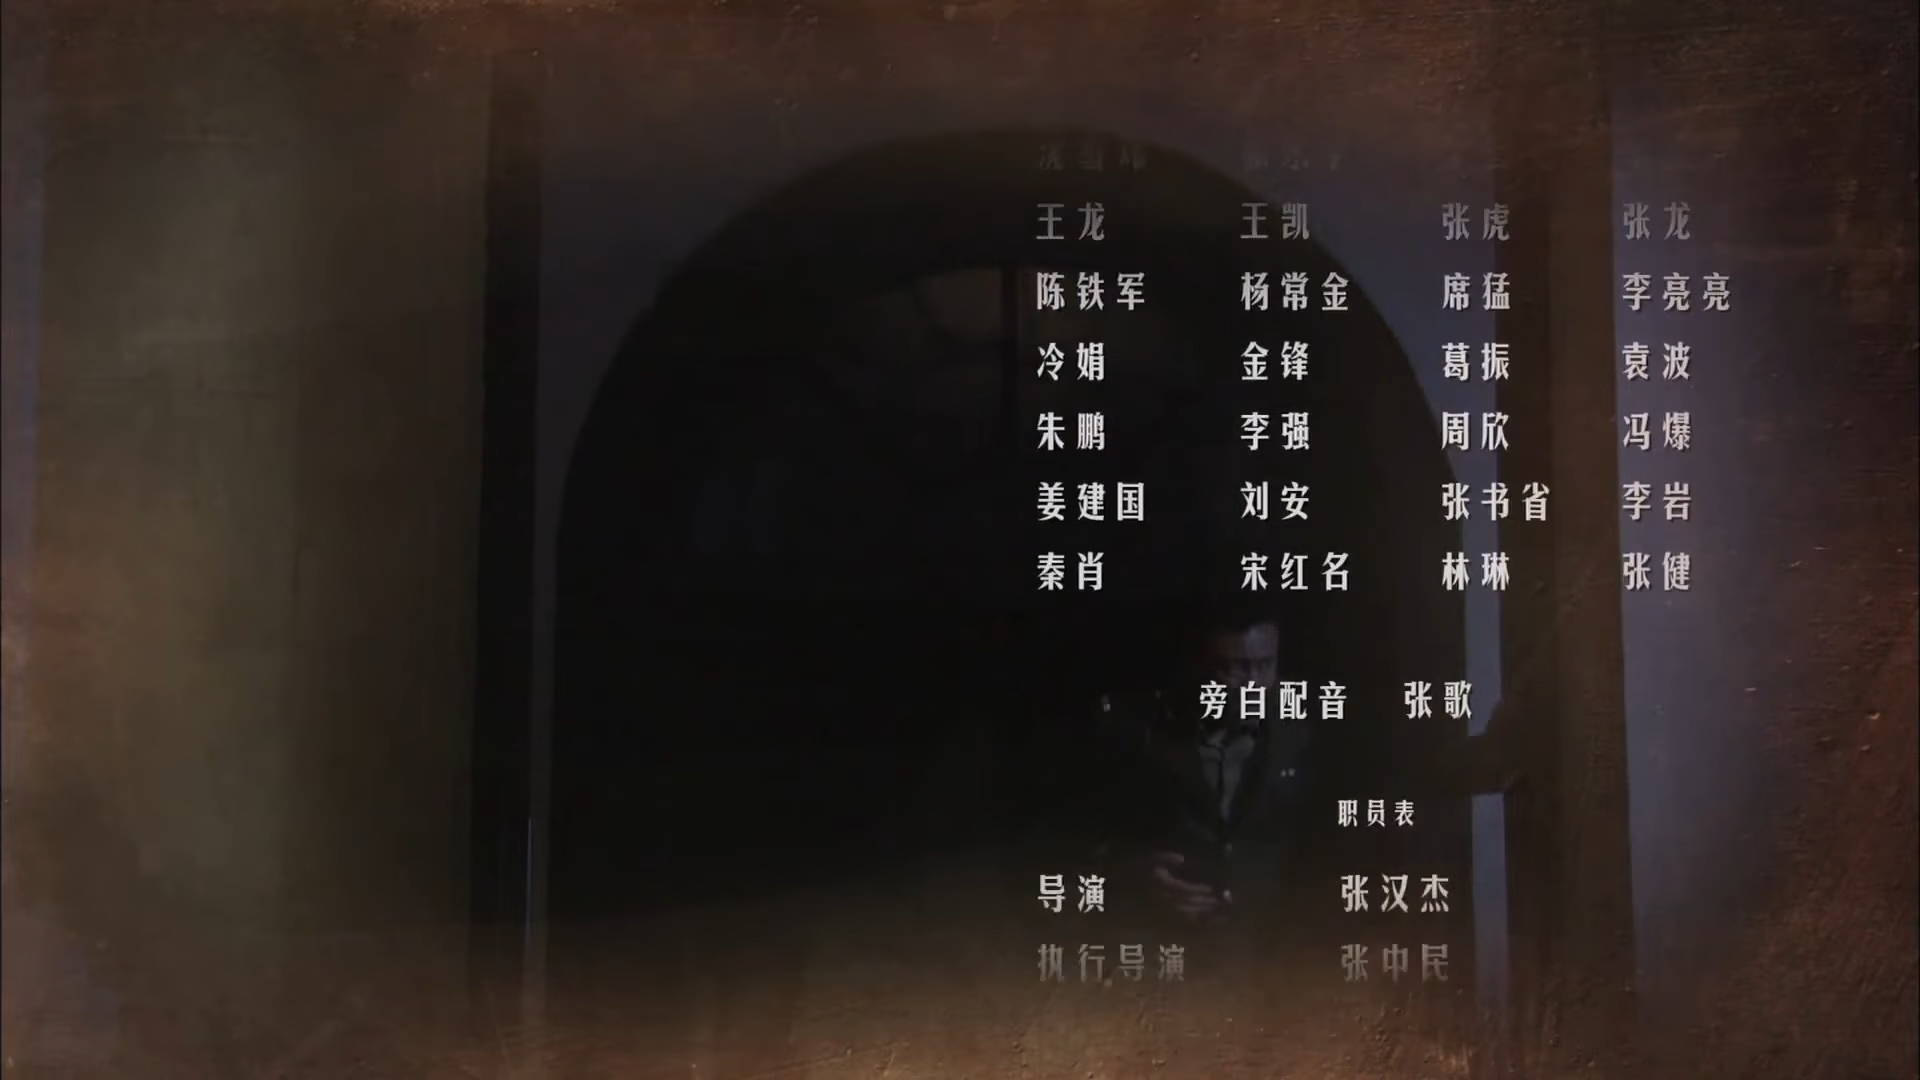 王龙 王凯 张虎 张龙
陈铁军 杨常金 席猛 李亮亮
冷娟 金锋 葛振 袁波
朱鹏 李强 周欣 冯爆
姜建国 刘安 张书省 李岩
秦肖 宋红名 林琳 张健
旁白配音 张歌
职员表
导演 张汉杰
执行导演 张中民